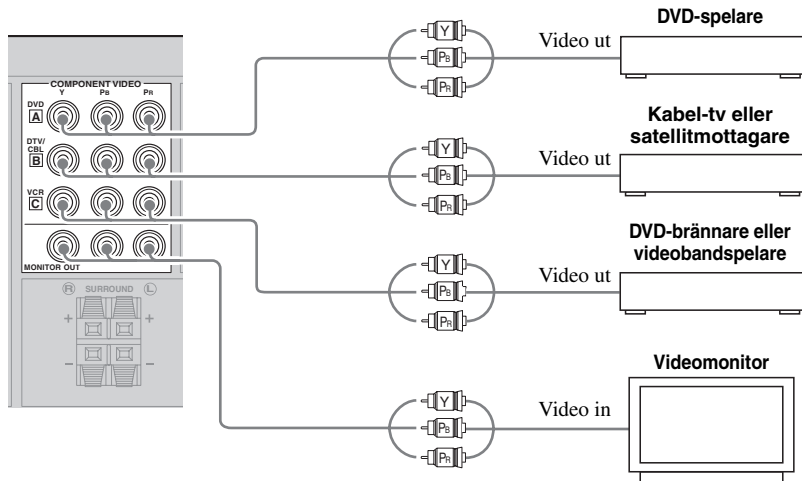 DVD-spelare
Y
Video ut
PB
PR
COMPONENT VIDEO
Y PB PR
DVD
A
Kabel-tv eller
satellitmottagare
DTV/
CBL
B
Y
Video ut
PB
PR
VCR
C
DVD-brännare eller
videobandspelare
Y
Video ut
PB
PR
MONITOR OUT
R SURROUND L
+ +
– –
Videomonitor
Y
Video in
PB
PR